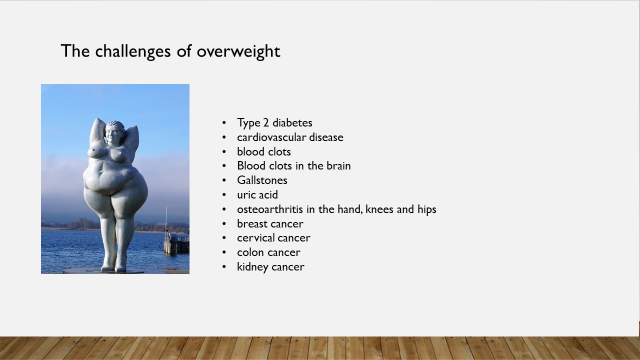 The challenges of overweight
• Type 2 diabetes
• cardiovascular disease
• blood clots
• Blood clots in the brain
• Gallstones
• uric acid
• osteoarthritis in the hand, knees and hips
• breast cancer
• cervical cancer
• colon cancer
• kidney cancer